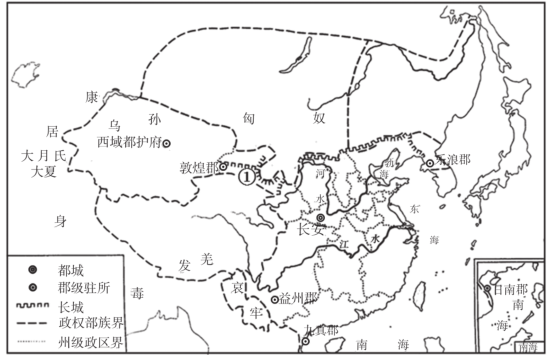 康
居
乌
孙
匈
奴
西域都护府
大月氏
大夏
敦煌郡
①
乐浪郡
渤
海
河
水
长安
江
水
东
海
身
毒
发
羌
哀
牢
益州郡
九真郡
南
海
日南郡
南
海
南海
都城
郡级驻所
长城
政权部族界
州级政区界